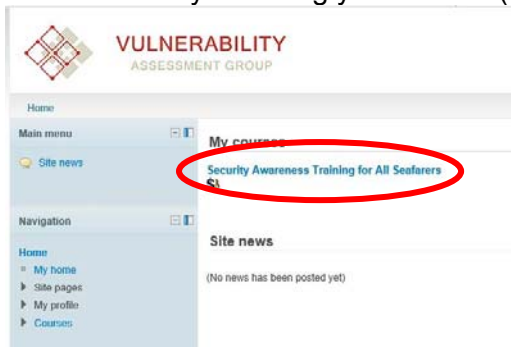 VULNERABILITY
ASSESSMENT GROUP
Home
Main menu
Site news
My courses
Security Awareness Training for All Seafarers
Navigation
Home
My home
Site pages
My profile
Courses
Site news
(No news has been posted yet)